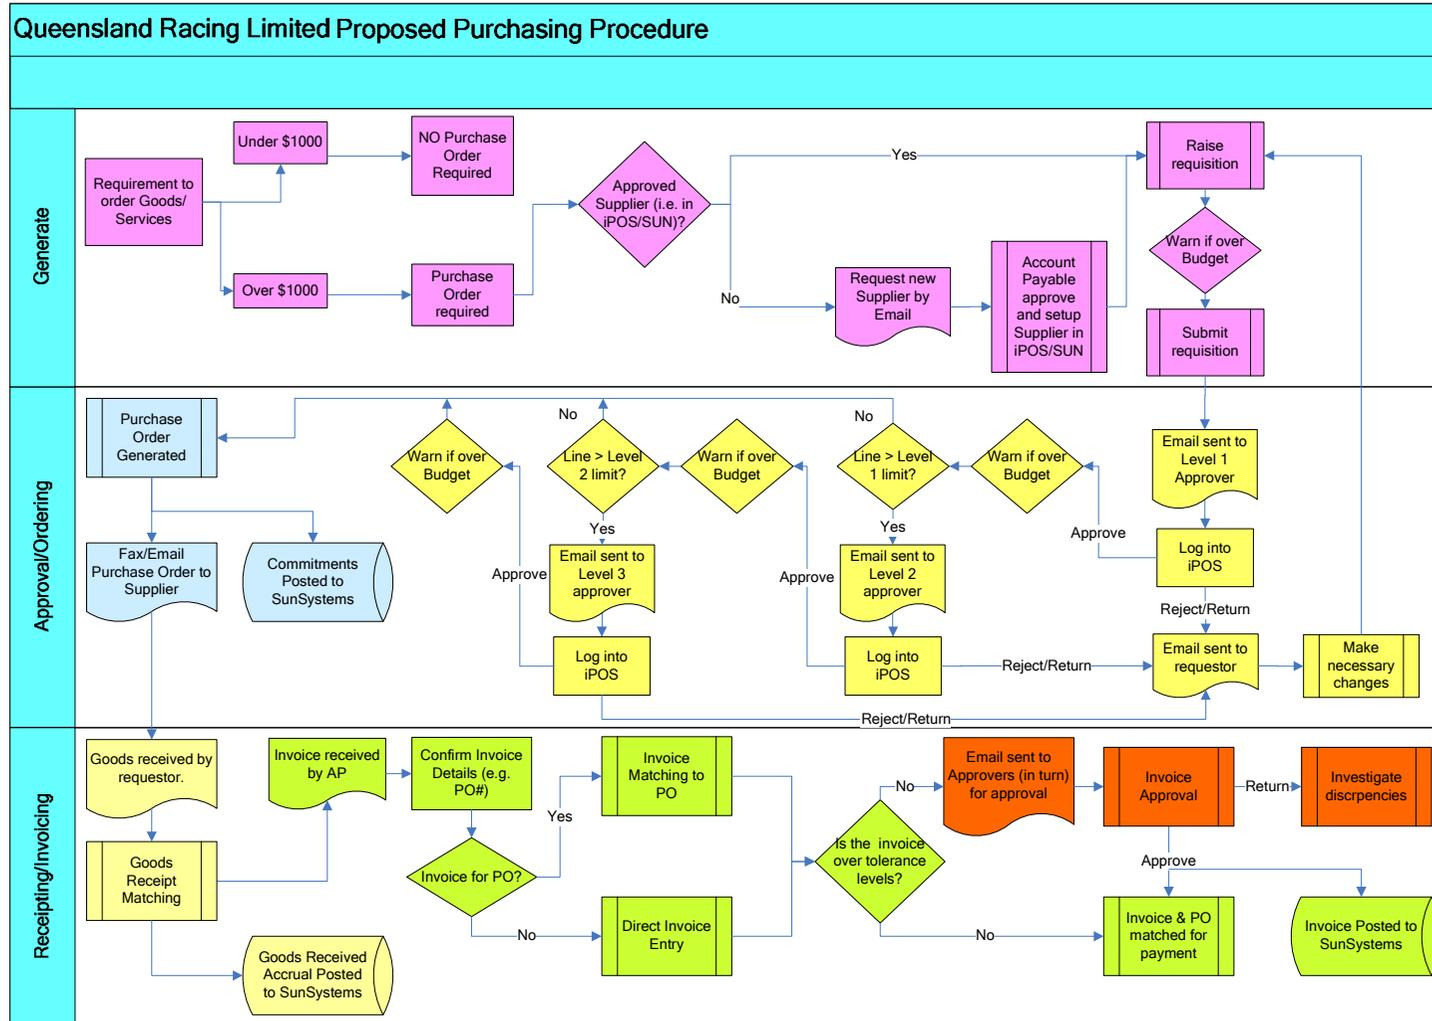 Queensland Racing Limited Proposed Purchasing Procedure
Generate
Requirement to
order Goods/
Services
Under $1000
NO Purchase
Order
Required
Over $1000
Purchase
Order
required
Approved
Supplier (i.e. in
iPOS/SUN)?
Yes
No
Request new
Supplier by
Email
Account
Payable
approve
and setup
Supplier in
iPOS/SUN
Raise
requisition
Warn if over
Budget
Submit
requisition
Approval/Ordering
Purchase
Order
Generated
Fax/Email
Purchase Order to
Supplier
Commitments
Posted to
SunSystems
Warn if over
Budget
No
Line > Level
2 limit?
Yes
Approve
Email sent to
Level 3
approver
Log into
iPOS
Warn if over
Budget
No
Line > Level
1 limit?
Yes
Approve
Email sent to
Level 2
approver
Log into
iPOS
Warn if over
Budget
Approve
Email sent to
Level 1
Approver
Log into
iPOS
Reject/Return
Reject/Return
Email sent to
requestor
Make
necessary
changes
Reject/Return
Receipting/Invoicing
Goods received by
requestor.
Goods
Receipt
Matching
Goods Received
Accrual Posted
to SunSystems
Invoice received
by AP
Confirm Invoice
Details (e.g.
PO#)
Invoice for PO?
Yes
No
Invoice
Matching to
PO
Direct Invoice
Entry
Is the invoice
over tolerance
levels?
No
No
Email sent to
Approvers (in turn)
for approval
Invoice
Approval
Return
Investigate
discrpencies
Approve
Invoice & PO
matched for
payment
Invoice Posted to
SunSystems